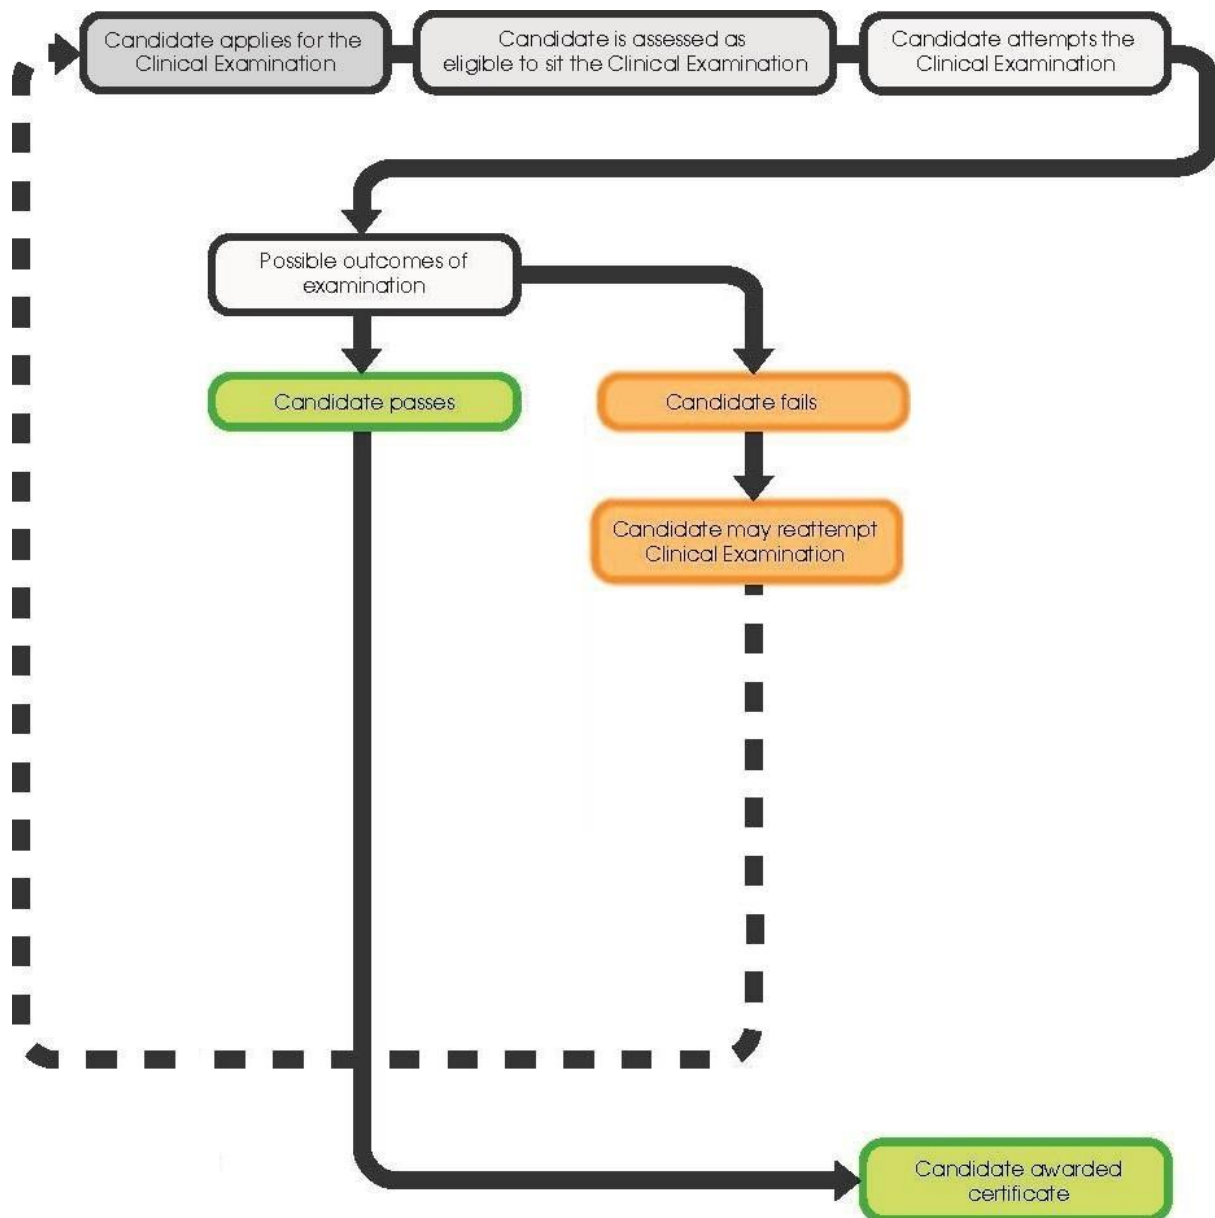 Candidate applies for the
Clinical Examination
Candidate is assessed as
eligible to sit the Clinical Examination
Candidate attempts the
Clinical Examination
Possible outcomes of
examination
Candidate passes
Candidate fails
Candidate may reattempt
Clinical Examination
Candidate awarded
certificate